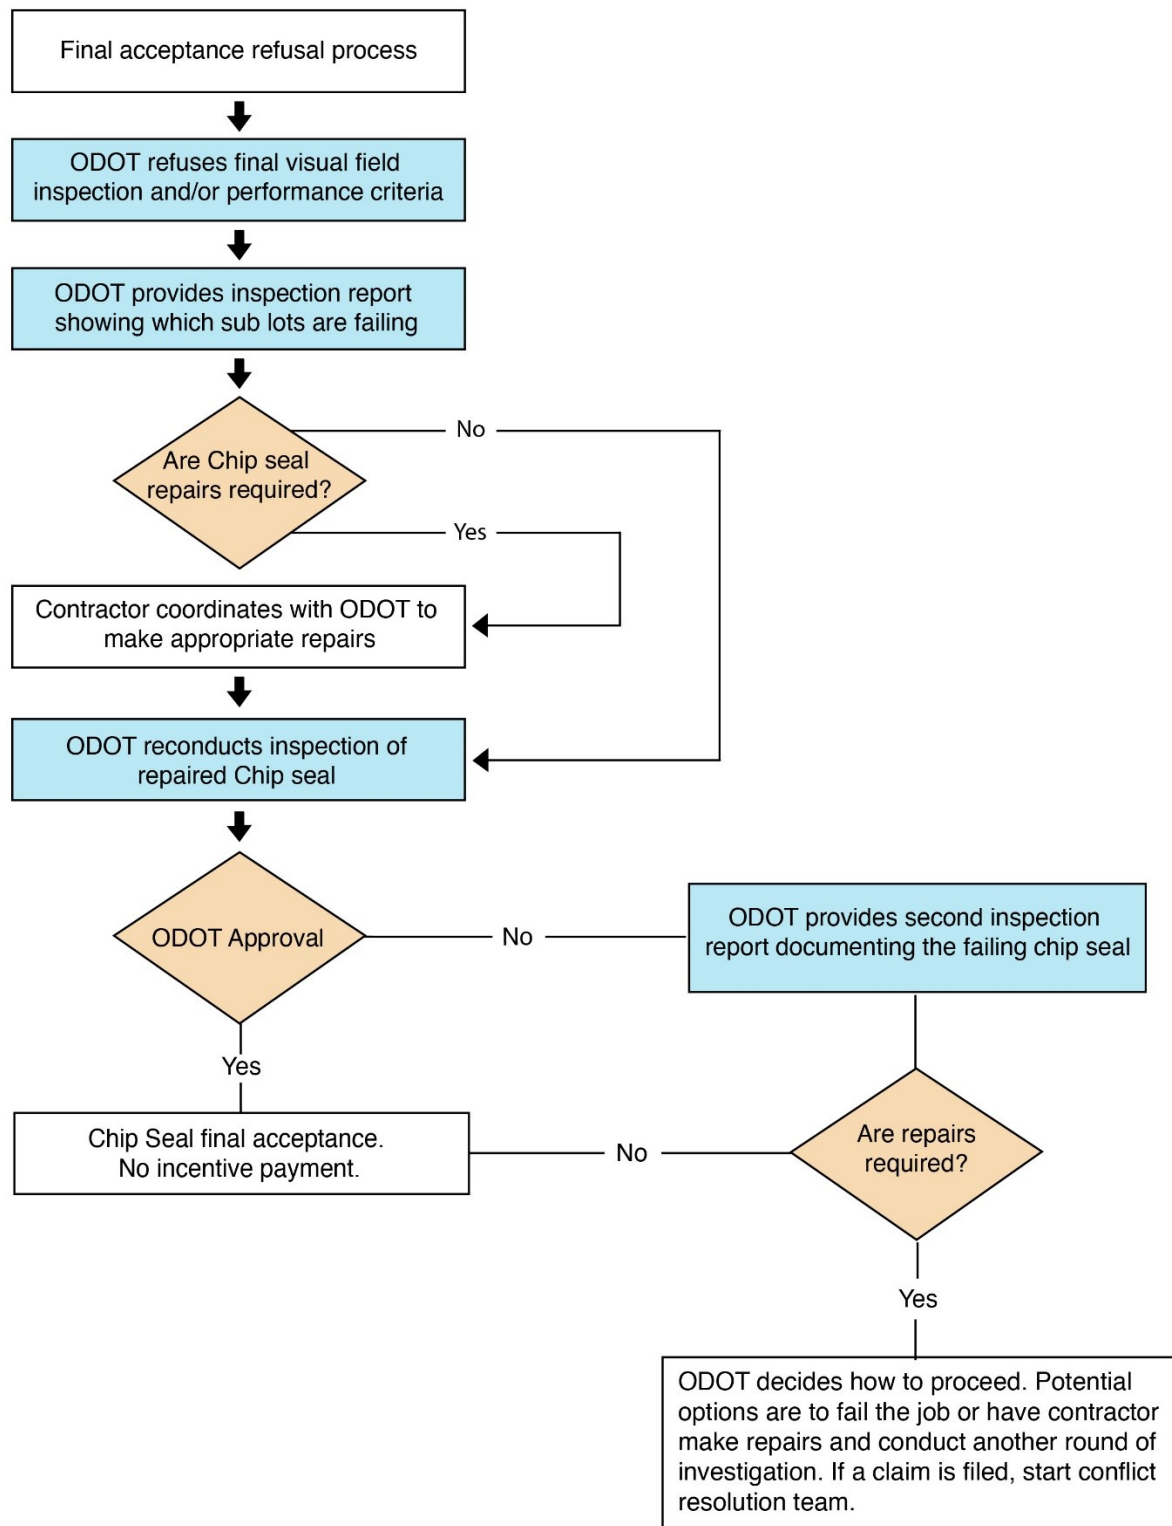 Final acceptance refusal process
ODOT refuses final visual field
inspection and/or performance criteria
ODOT provides inspection report
showing which sub lots are failing
No
Are Chip seal
repairs required?
Yes
Contractor coordinates with ODOT to
make appropriate repairs
ODOT reconducts inspection of
repaired Chip seal
ODOT Approval
No
ODOT provides second inspection
report documenting the failing chip seal
Yes
Chip Seal final acceptance.
No incentive payment.
No
Are repairs
required?
Yes
ODOT decides how to proceed. Potential
options are to fail the job or have contractor
make repairs and conduct another round of
investigation. If a claim is filed, start conflict
resolution team.